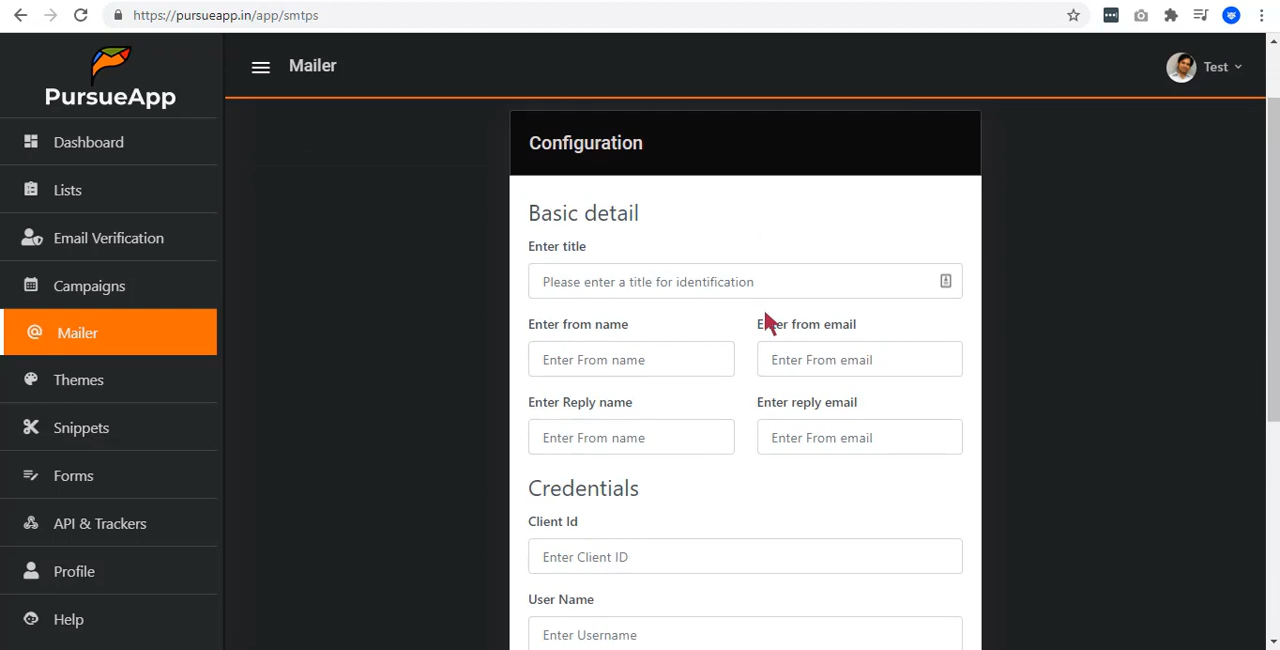 https://pursueapp.in/app/smtps
PursueApp
Mailer
Test
Dashboard
Lists
Email Verification
Campaigns
Mailer
Themes
Snippets
Forms
API & Trackers
Profile
Help
Configuration
Basic detail
Enter title
Please enter a title for identification
Enter from name
Enter from email
Enter From name
Enter From email
Enter Reply name
Enter reply email
Enter From name
Enter From email
Credentials
Client Id
Enter Client ID
User Name
Enter Username